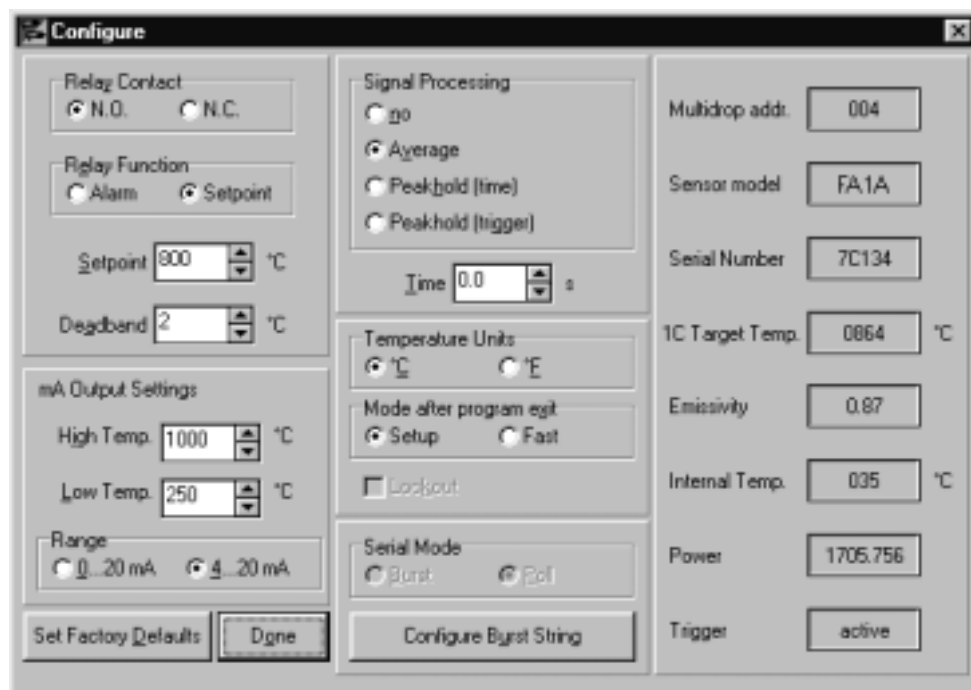 Configure
Relay Contact
N.O. N.C.
Relay Function
Alarm Setpoint
Setpoint 800 °C
Deadband 2 °C
mA Output Settings
High Temp. 1000 °C
Low Temp. 250 °C
Range
0...20 mA 4...20 mA
Set Factory Defaults Done
Signal Processing
no
Average
Peakhold (time)
Peakhold (trigger)
Time 0.0 s
Temperature Units
°C °F
Mode after program exit
Setup Fast
Lockout
Serial Mode
Burst Poll
Configure Burst String
Multidrop addr. 004
Sensor model FA1A
Serial Number 7C134
1C Target Temp. 0864 °C
Emissivity 0.87
Internal Temp. 035 °C
Power 1705.756
Trigger active